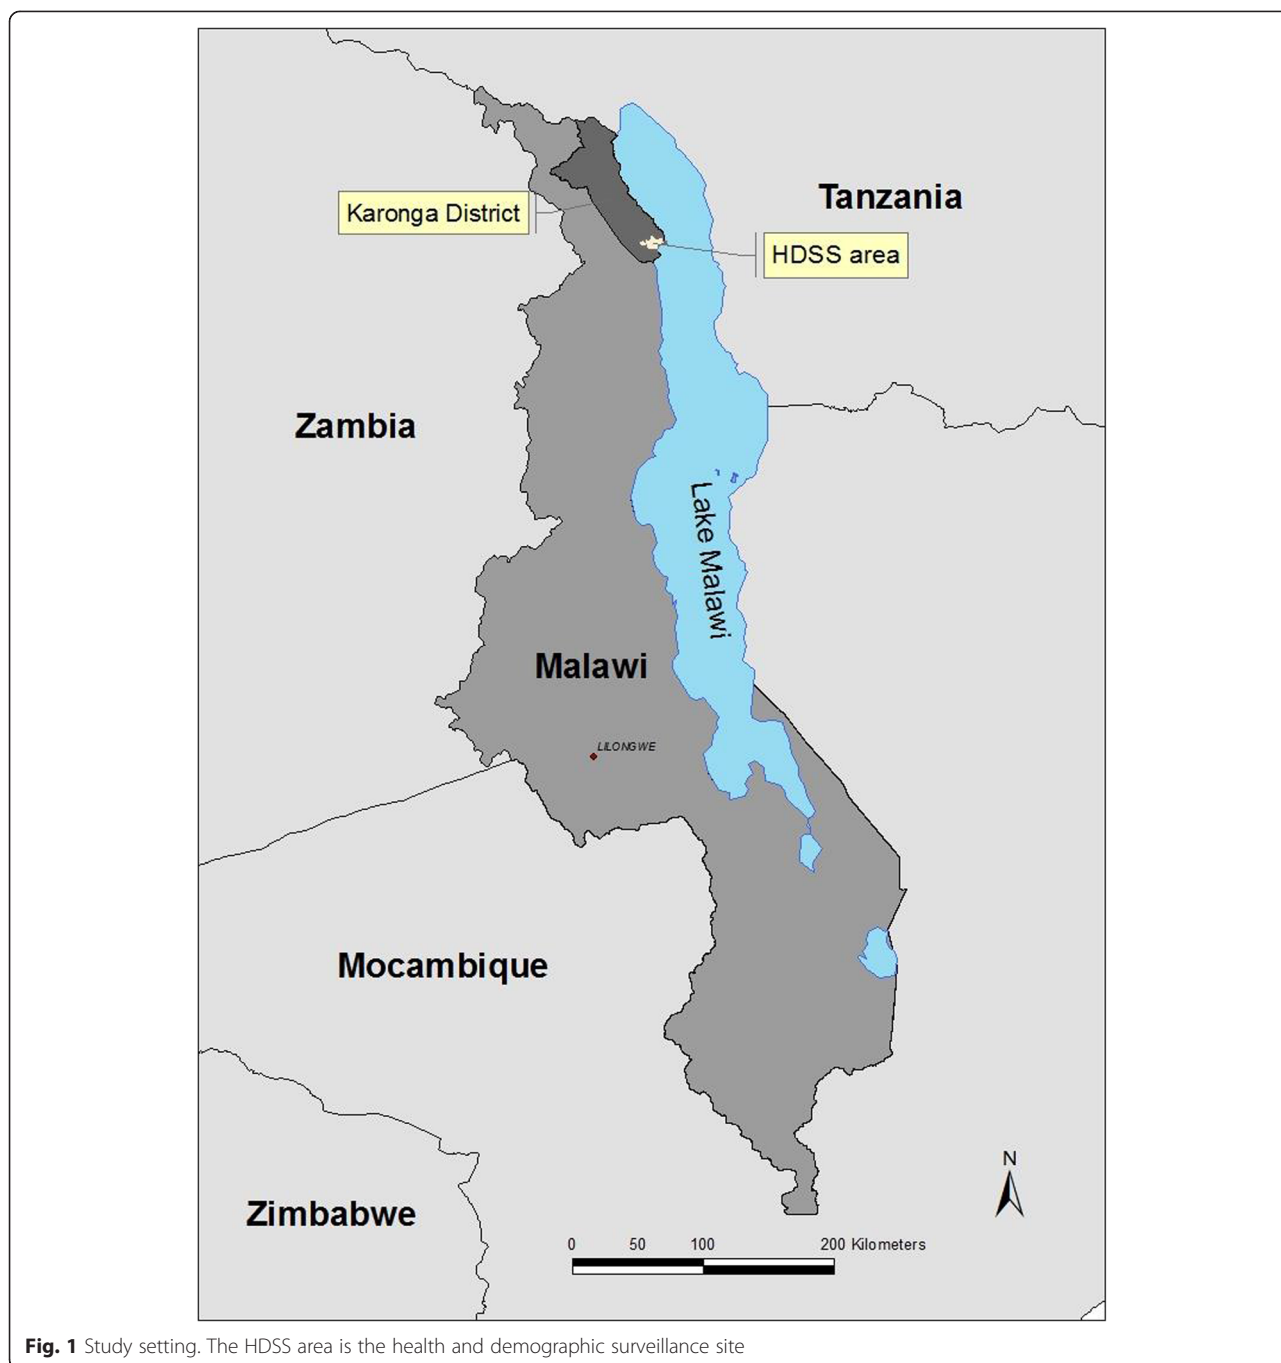 Tanzania
Karonga District
HDSS area
Zambia
Lake Malawi
Malawi
LILONGWE
Mocambique
N
Zimbabwe
0 50 100 200 Kilometers
Fig. 1 Study setting. The HDSS area is the health and demographic surveillance site